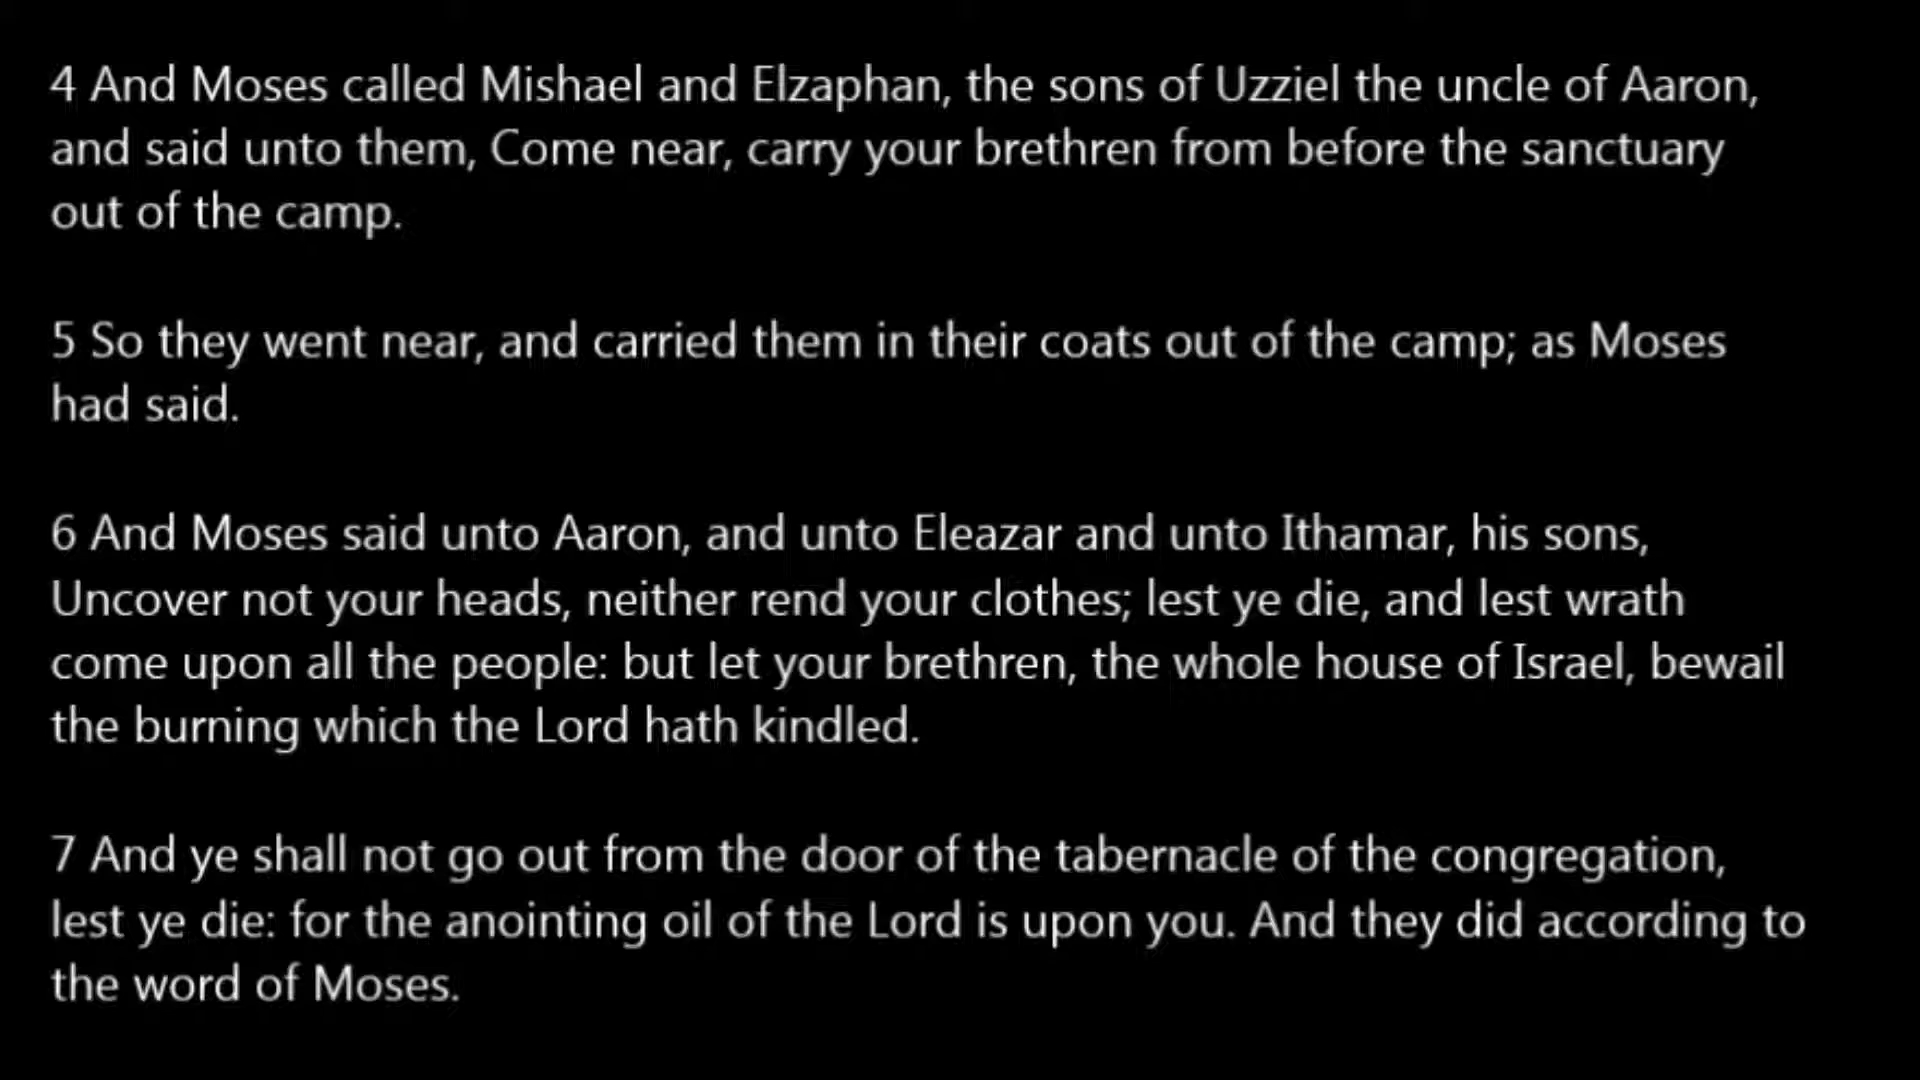 4 And Moses called Mishael and Elzaphan, the sons of Uzziel the uncle of Aaron,
and said unto them, Come near, carry your brethren from before the sanctuary
out of the camp.
5 So they went near, and carried them in their coats out of the camp; as Moses
had said.
6 And Moses said unto Aaron, and unto Eleazar and unto Ithamar, his sons,
Uncover not your heads, neither rend your clothes; lest ye die, and lest wrath
come upon all the people: but let your brethren, the whole house of Israel, bewail
the burning which the Lord hath kindled.
7 And ye shall not go out from the door of the tabernacle of the congregation,
lest ye die: for the anointing oil of the Lord is upon you. And they did according to
the word of Moses.